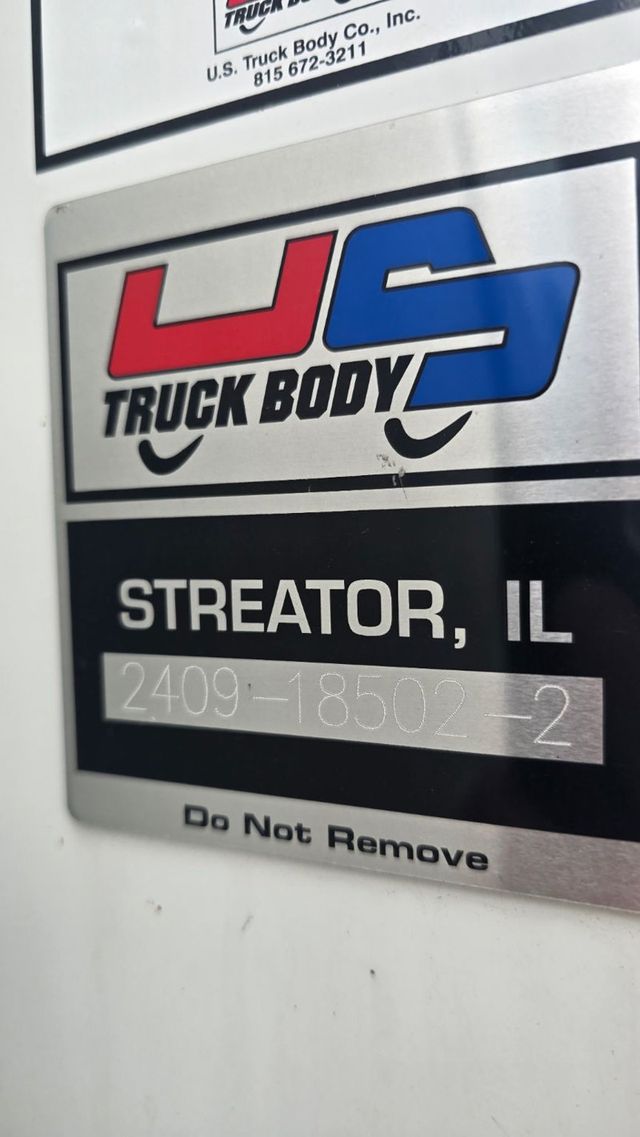 TRUCK BODY
U.S. Truck Body Co., Inc.
815 672-3211
US
TRUCK BODY
STREATOR, IL
2409-18502-2
Do Not Remove